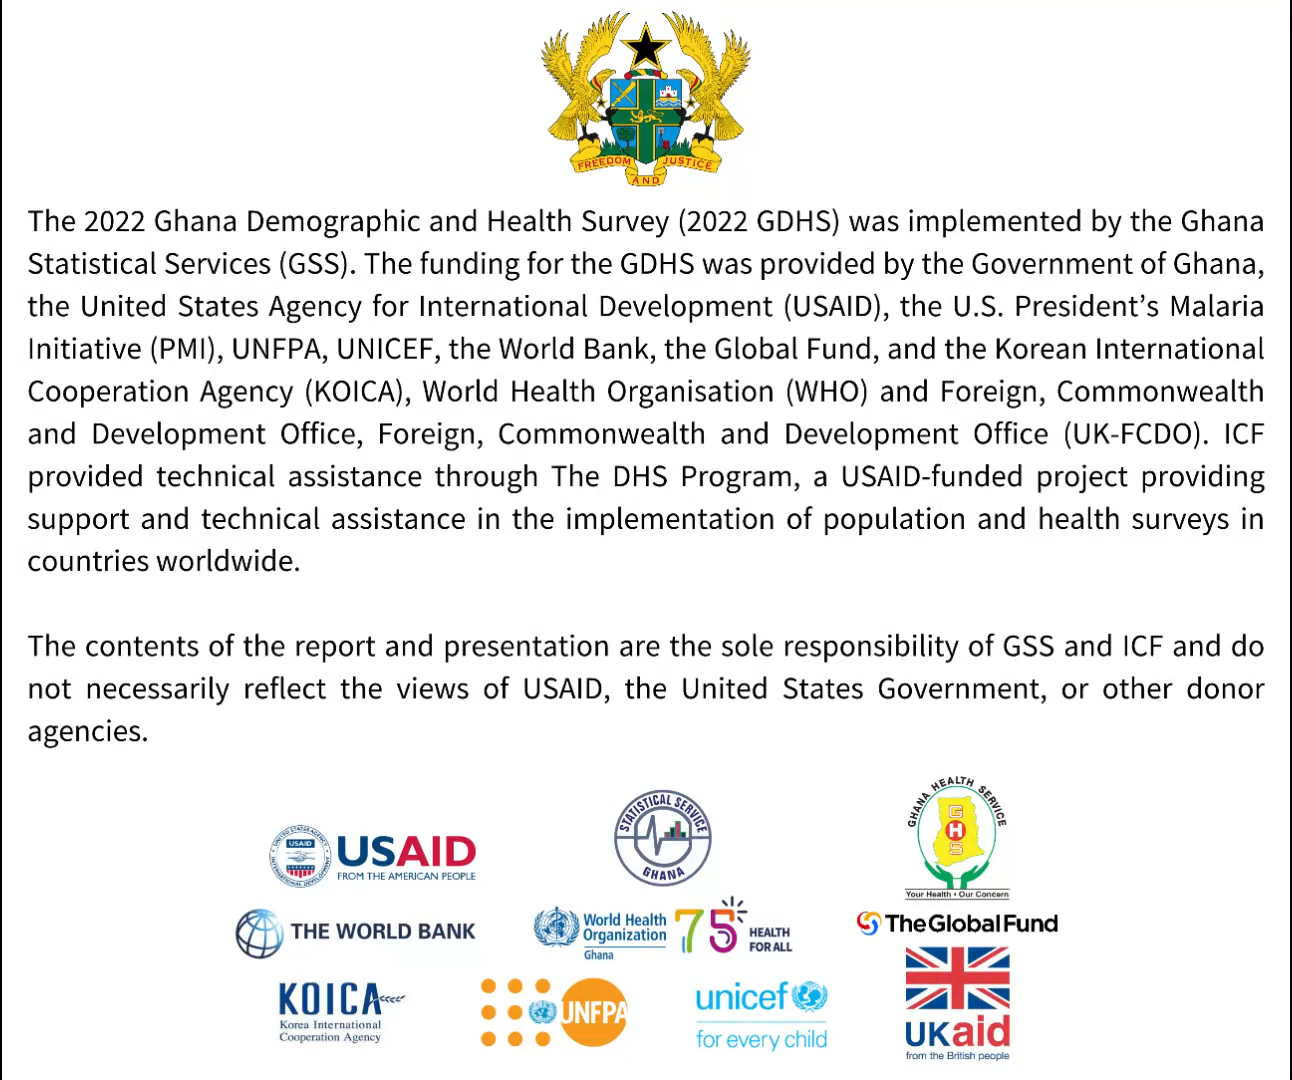 FREEDOM AND JUSTICE
The 2022 Ghana Demographic and Health Survey (2022 GDHS) was implemented by the Ghana
Statistical Services (GSS). The funding for the GDHS was provided by the Government of Ghana,
the United States Agency for International Development (USAID), the U.S. President’s Malaria
Initiative (PMI), UNFPA, UNICEF, the World Bank, the Global Fund, and the Korean International
Cooperation Agency (KOICA), World Health Organisation (WHO) and Foreign, Commonwealth
and Development Office, Foreign, Commonwealth and Development Office (UK-FCDO). ICF
provided technical assistance through The DHS Program, a USAID-funded project providing
support and technical assistance in the implementation of population and health surveys in
countries worldwide.
The contents of the report and presentation are the sole responsibility of GSS and ICF and do
not necessarily reflect the views of USAID, the United States Government, or other donor
agencies.
UNITED STATES AGENCY
USAID
INTERNATIONAL DEVELOPMENT
USAID
FROM THE AMERICAN PEOPLE
STATISTICAL SERVICE
GHANA
GHANA HEALTH SERVICE
G
H
S
Your Health • Our Concern
THE WORLD BANK
World Health
Organization
Ghana
75
HEALTH
FOR ALL
The Global Fund
KOICA
Korea International
Cooperation Agency
UNFPA
unicef
for every child
UKaid
from the British people